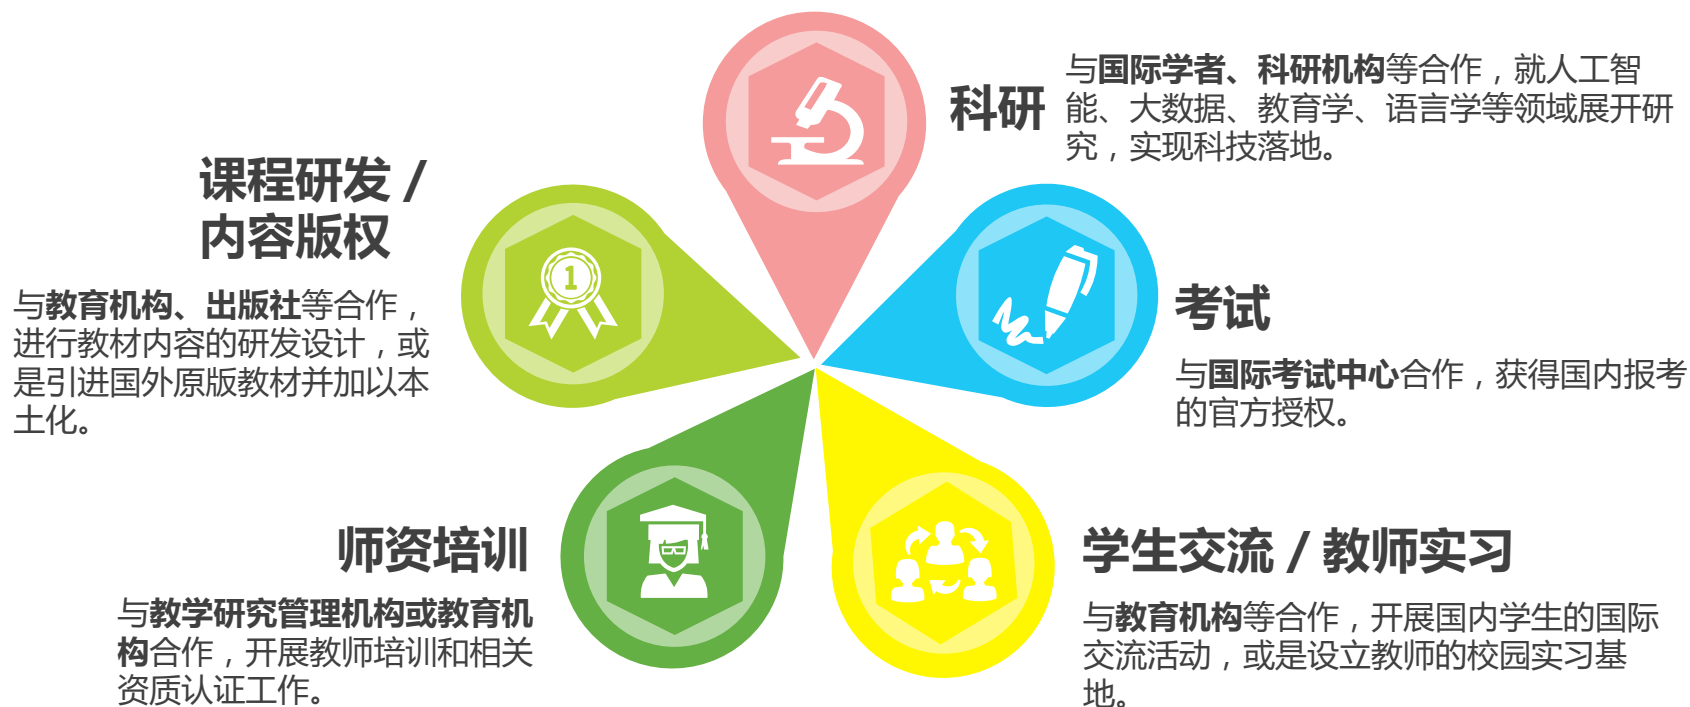 科研
与国际学者、科研机构等合作，就人工智
能、大数据、教育学、语言学等领域展开研
究，实现科技落地。
课程研发 /
内容版权
与教育机构、出版社等合作，
进行教材内容的研发设计，或
是引进国外原版教材并加以本
土化。
1
考试
与国际考试中心合作，获得国内报考
的官方授权。
师资培训
与教学研究管理机构或教育机
构合作，开展教师培训和相关
资质认证工作。
学生交流 / 教师实习
与教育机构等合作，开展国内学生的国际
交流活动，或是设立教师的校园实习基
地。